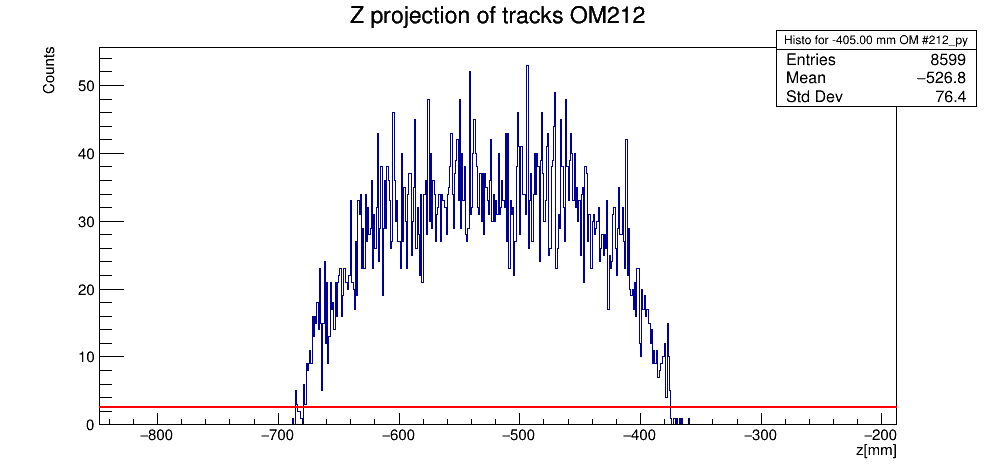 Z projection of tracks OM212
Histo for -405.00 mm OM #212_py
Entries 8599
Mean −526.8
Std Dev 76.4
Counts
50
40
30
20
10
0
−800 −700 −600 −500 −400 −300 −200
z[mm]